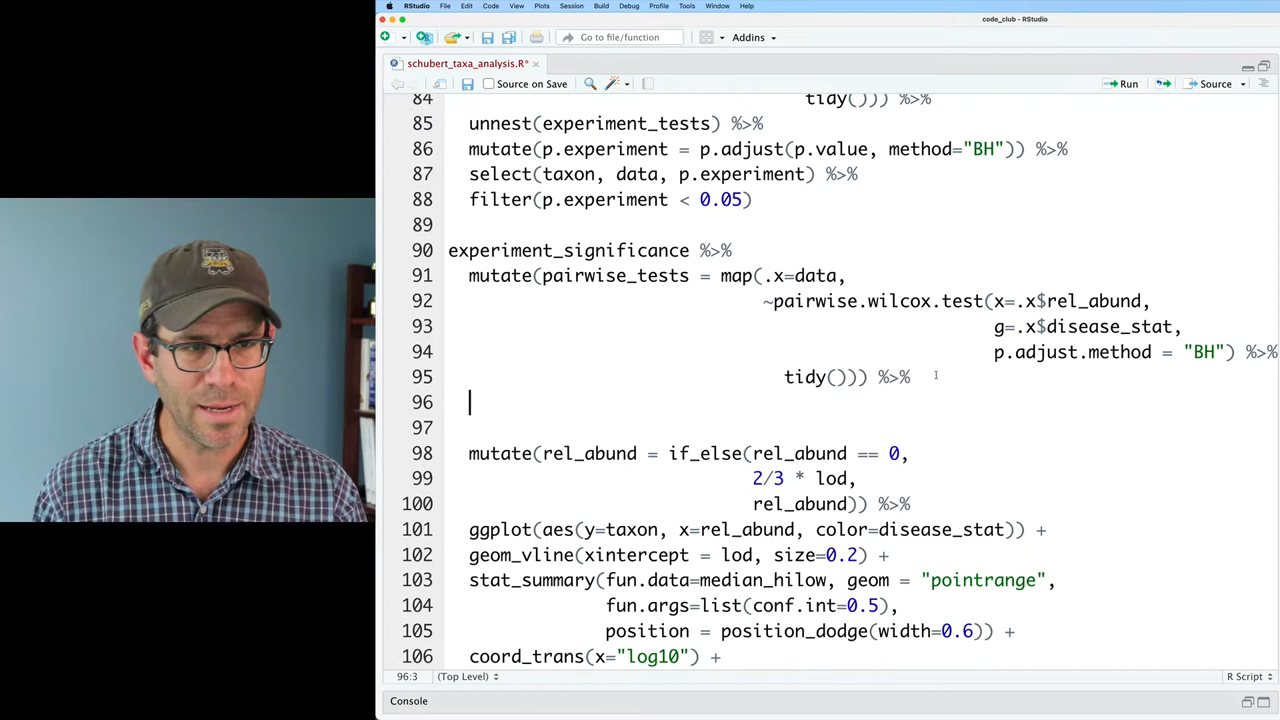 RStudio File Edit Code View Plots Session Build Debug Profile Tools Window Help
code_club - RStudio
Go to file/function Addins
schubert_taxa_analysis.R*
Source on Save Run Source
84 tidy())) %>%
85 unnest(experiment_tests) %>%
86 mutate(p.experiment = p.adjust(p.value, method="BH")) %>%
87 select(taxon, data, p.experiment) %>%
88 filter(p.experiment < 0.05)
89
90 experiment_significance %>%
91 mutate(pairwise_tests = map(.x=data,
92 ~pairwise.wilcox.test(x=.x$rel_abund,
93 g=.x$disease_stat,
94 p.adjust.method = "BH") %>%
95 tidy())) %>%
96
97
98 mutate(rel_abund = if_else(rel_abund == 0,
99 2/3 * lod,
100 rel_abund)) %>%
101 ggplot(aes(y=taxon, x=rel_abund, color=disease_stat)) +
102 geom_vline(xintercept = lod, size=0.2) +
103 stat_summary(fun.data=median_hilow, geom = "pointrange",
104 fun.args=list(conf.int=0.5),
105 position = position_dodge(width=0.6)) +
106 coord_trans(x="log10") +
96:3 (Top Level) R Script
Console